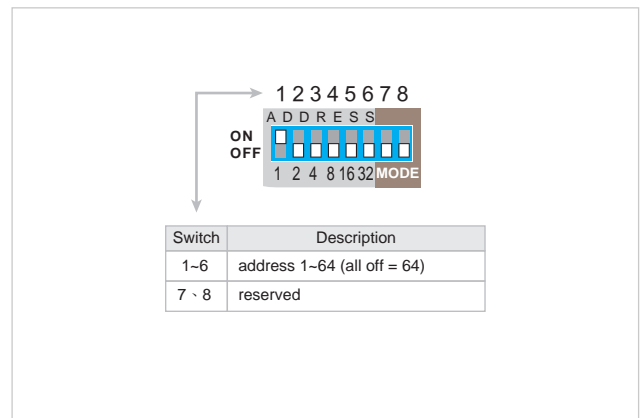 1 2 3 4 5 6 7 8
A D D R E S S
ON
OFF
1 2 4 8 16 32 MODE
Switch Description
1~6 address 1~64 (all off = 64)
7、8 reserved